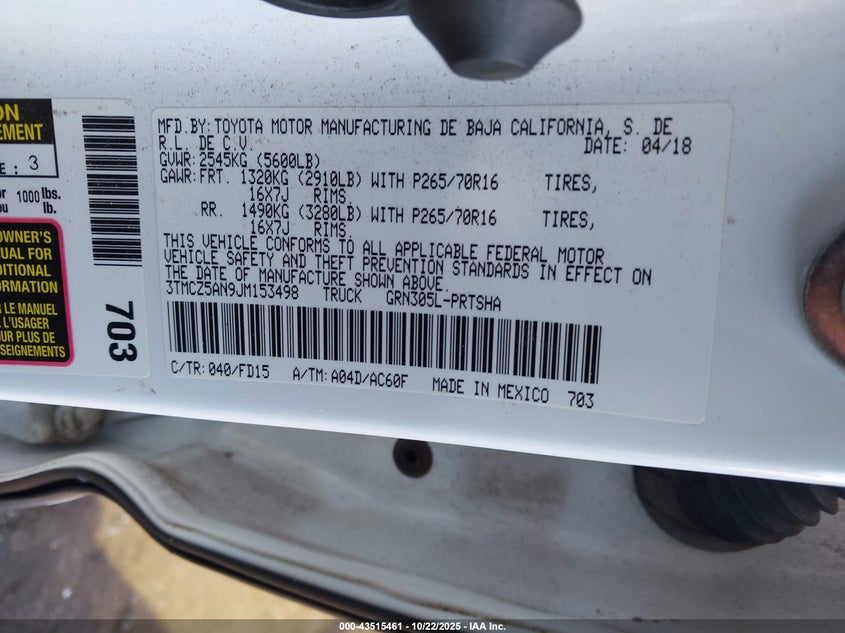 ON
EMENT
E : 3
or 1000 lbs.
ou lb.
OWNER'S
UAL FOR
DITIONAL
ORMATION
LE MANUEL
L'USAGER
OUR PLUS DE
SEIGNEMENTS
703
MFD.BY: TOYOTA MOTOR MANUFACTURING DE BAJA CALIFORNIA, S. DE
R.L. DE C.V. DATE: 04/18
GVWR: 2545KG (5600LB)
GAWR: FRT. 1320KG (2910LB) WITH P265/70R16 TIRES,
16X7J RIMS,
RR. 1490KG (3280LB) WITH P265/70R16 TIRES,
16X7J RIMS.
THIS VEHICLE CONFORMS TO ALL APPLICABLE FEDERAL MOTOR
VEHICLE SAFETY AND THEFT PREVENTION STANDARDS IN EFFECT ON
THE DATE OF MANUFACTURE SHOWN ABOVE.
3TMCZ5AN9JM153498 TRUCK GRN305L-PRTSHA
C/TR: 040/FD15 A/TM: A04D/AC60F MADE IN MEXICO 703
000-43515461 - 10/22/2025 - IAA Inc.